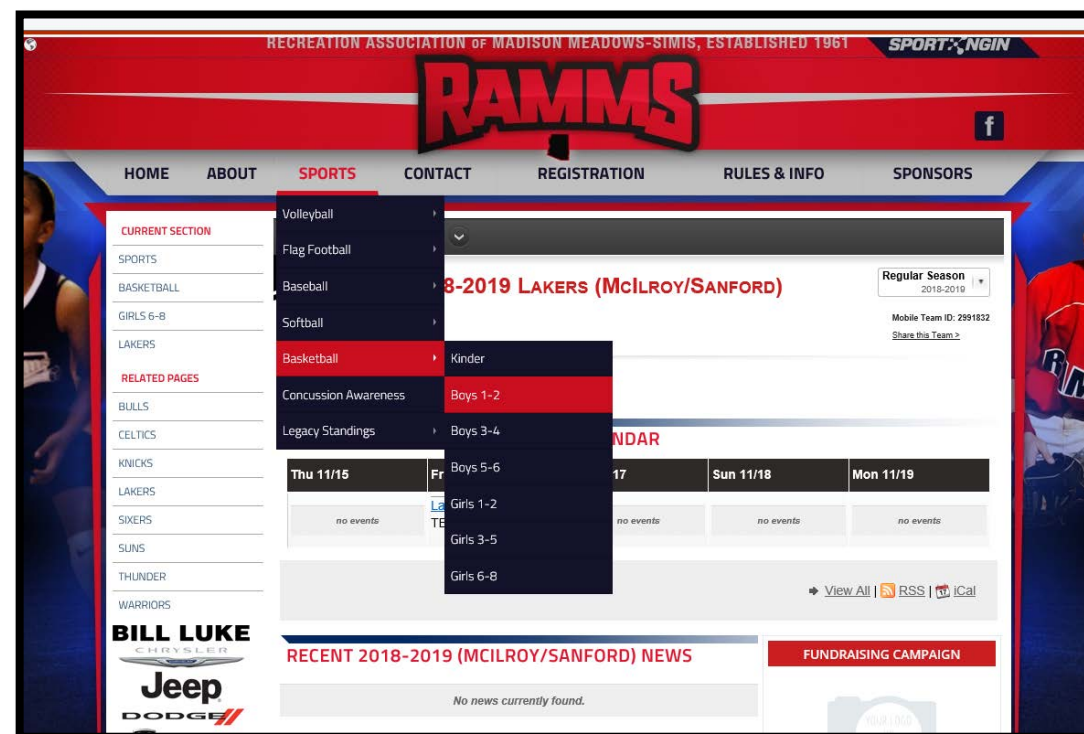 RECREATION ASSOCIATION OF MADISON MEADOWS-SIMIS, ESTABLISHED 1961
SPORT NGIN
RAMMS
f
HOME ABOUT SPORTS CONTACT REGISTRATION RULES & INFO SPONSORS
CURRENT SECTION
SPORTS
BASKETBALL
GIRLS 6-8
LAKERS
RELATED PAGES
BULLS
CELTICS
KNICKS
LAKERS
SIXERS
SUNS
THUNDER
WARRIORS
BILL LUKE
CHRYSLER
Jeep
DODGE
Volleyball
Flag Football
Baseball
Softball
Basketball
Concussion Awareness
Legacy Standings
Kinder
Boys 1-2
Boys 3-4
Boys 5-6
Girls 1-2
Girls 3-5
Girls 6-8
8-2019 LAKERS (MCILROY/SANFORD)
Regular Season
2018-2019
Mobile Team ID: 2991832
Share this Team >
NDAR
Thu 11/15 Fr 17 Sun 11/18 Mon 11/19
La
TE
no events no events no events no events
View All | RSS | iCal
RECENT 2018-2019 (MCILROY/SANFORD) NEWS
No news currently found.
FUNDRAISING CAMPAIGN
YOUR LOGO